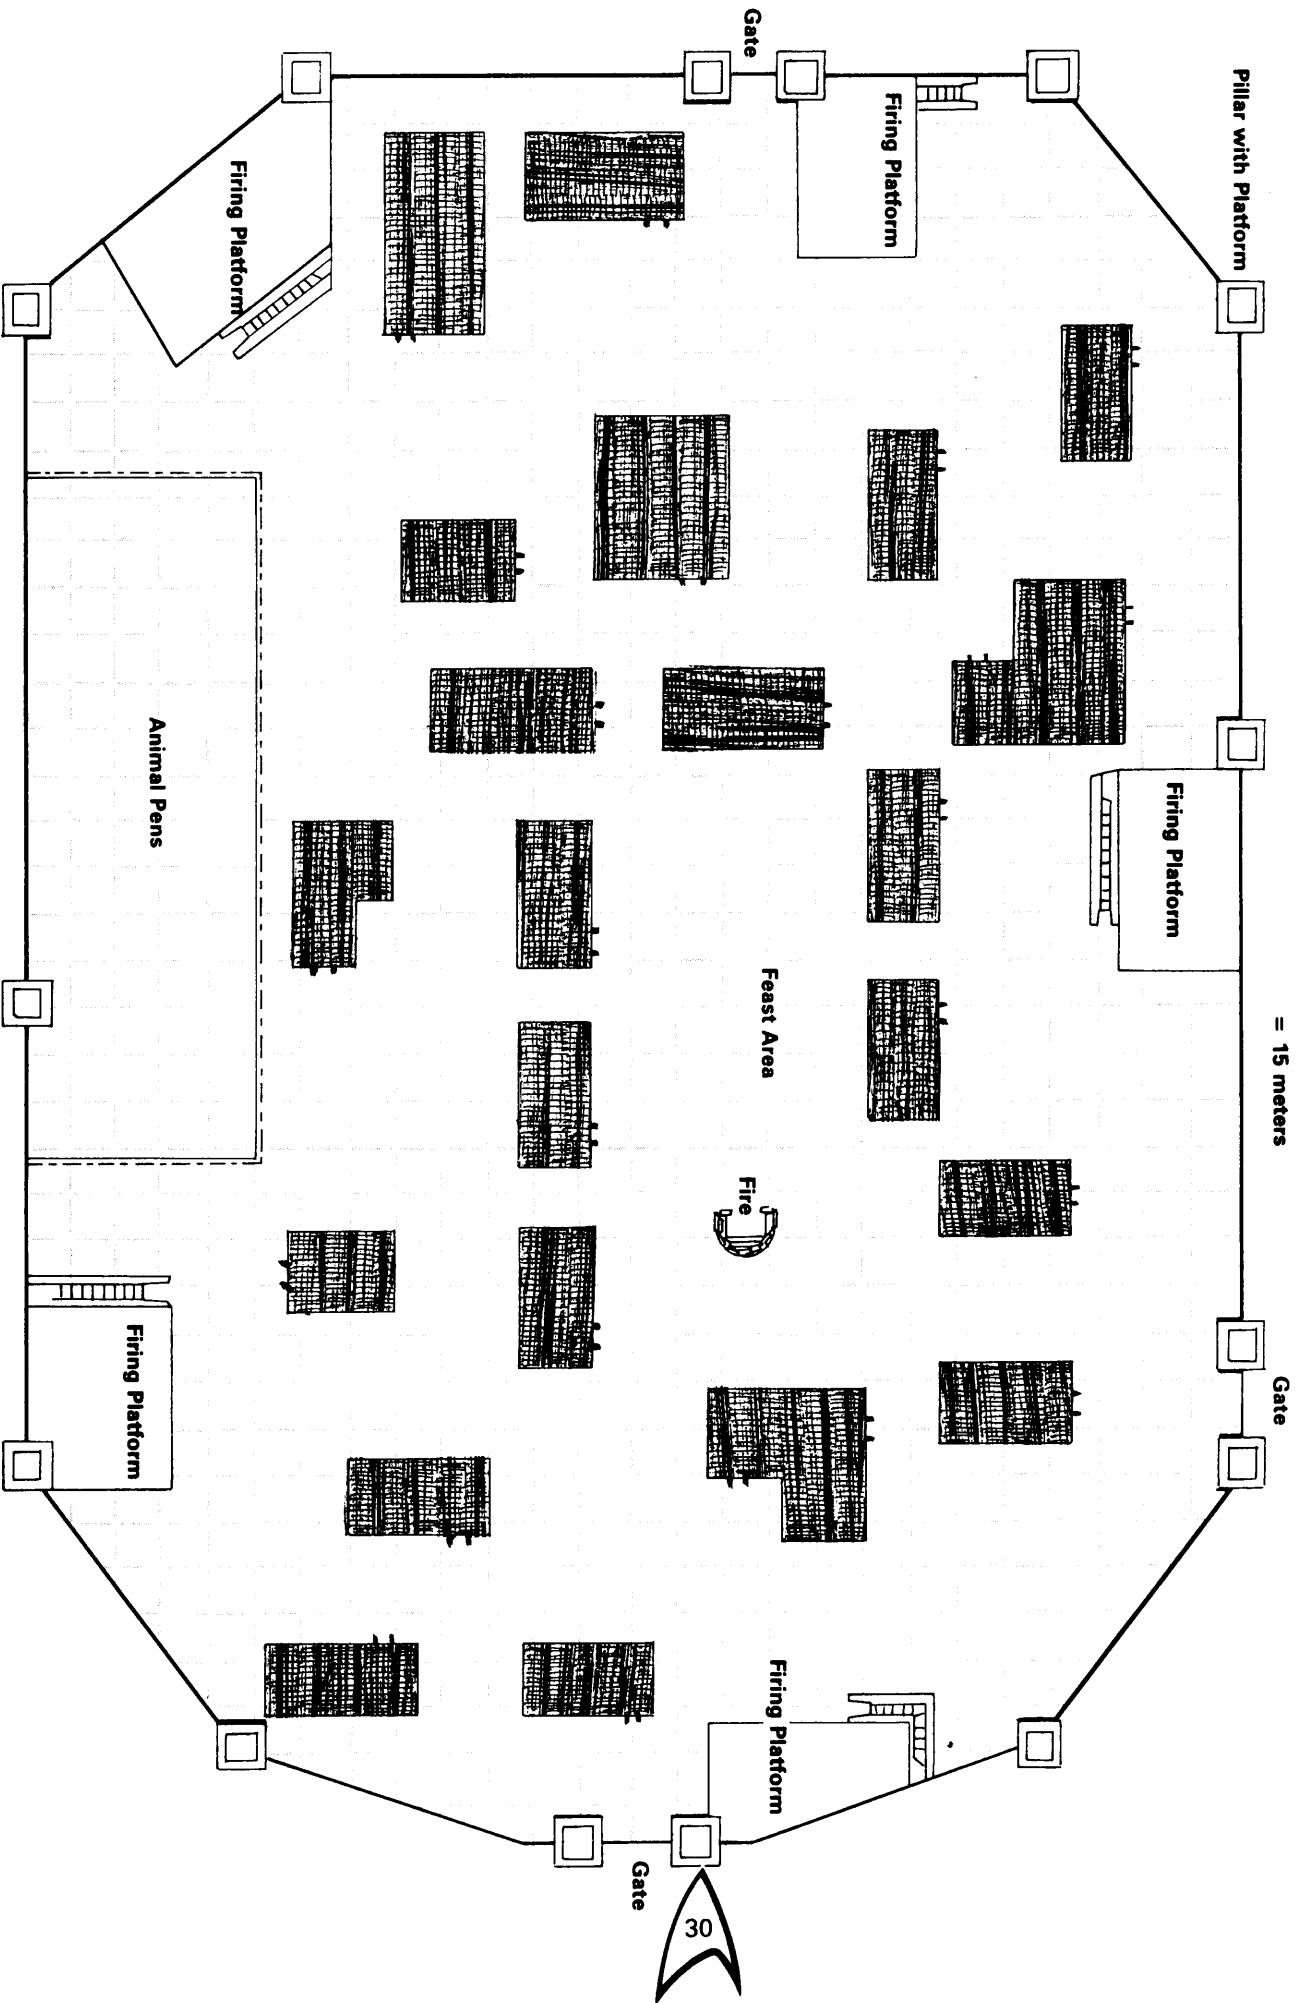 Pillar with Platform
= 15 meters
Gate
Firing Platform
Gate
Firing Platform
Feast Area
Fire
Firing Platform
Gate
Firing Platform
Animal Pens
Firing Platform
30